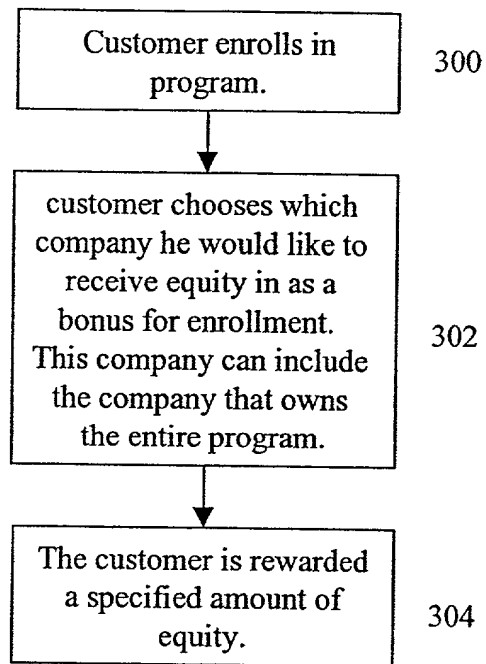 Customer enrolls in
program.
300
customer chooses which
company he would like to
receive equity in as a
bonus for enrollment.
This company can include
the company that owns
the entire program.
302
The customer is rewarded
a specified amount of
equity.
304